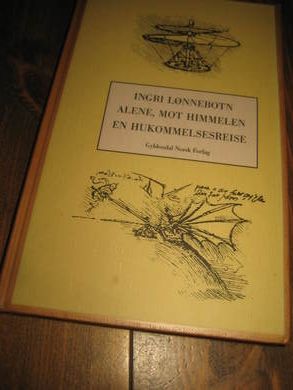 INGRI LØNNEBOTN
ALENE, MOT HIMMELEN
EN HUKOMMELSESREISE
Gyldendal Norsk Forlag